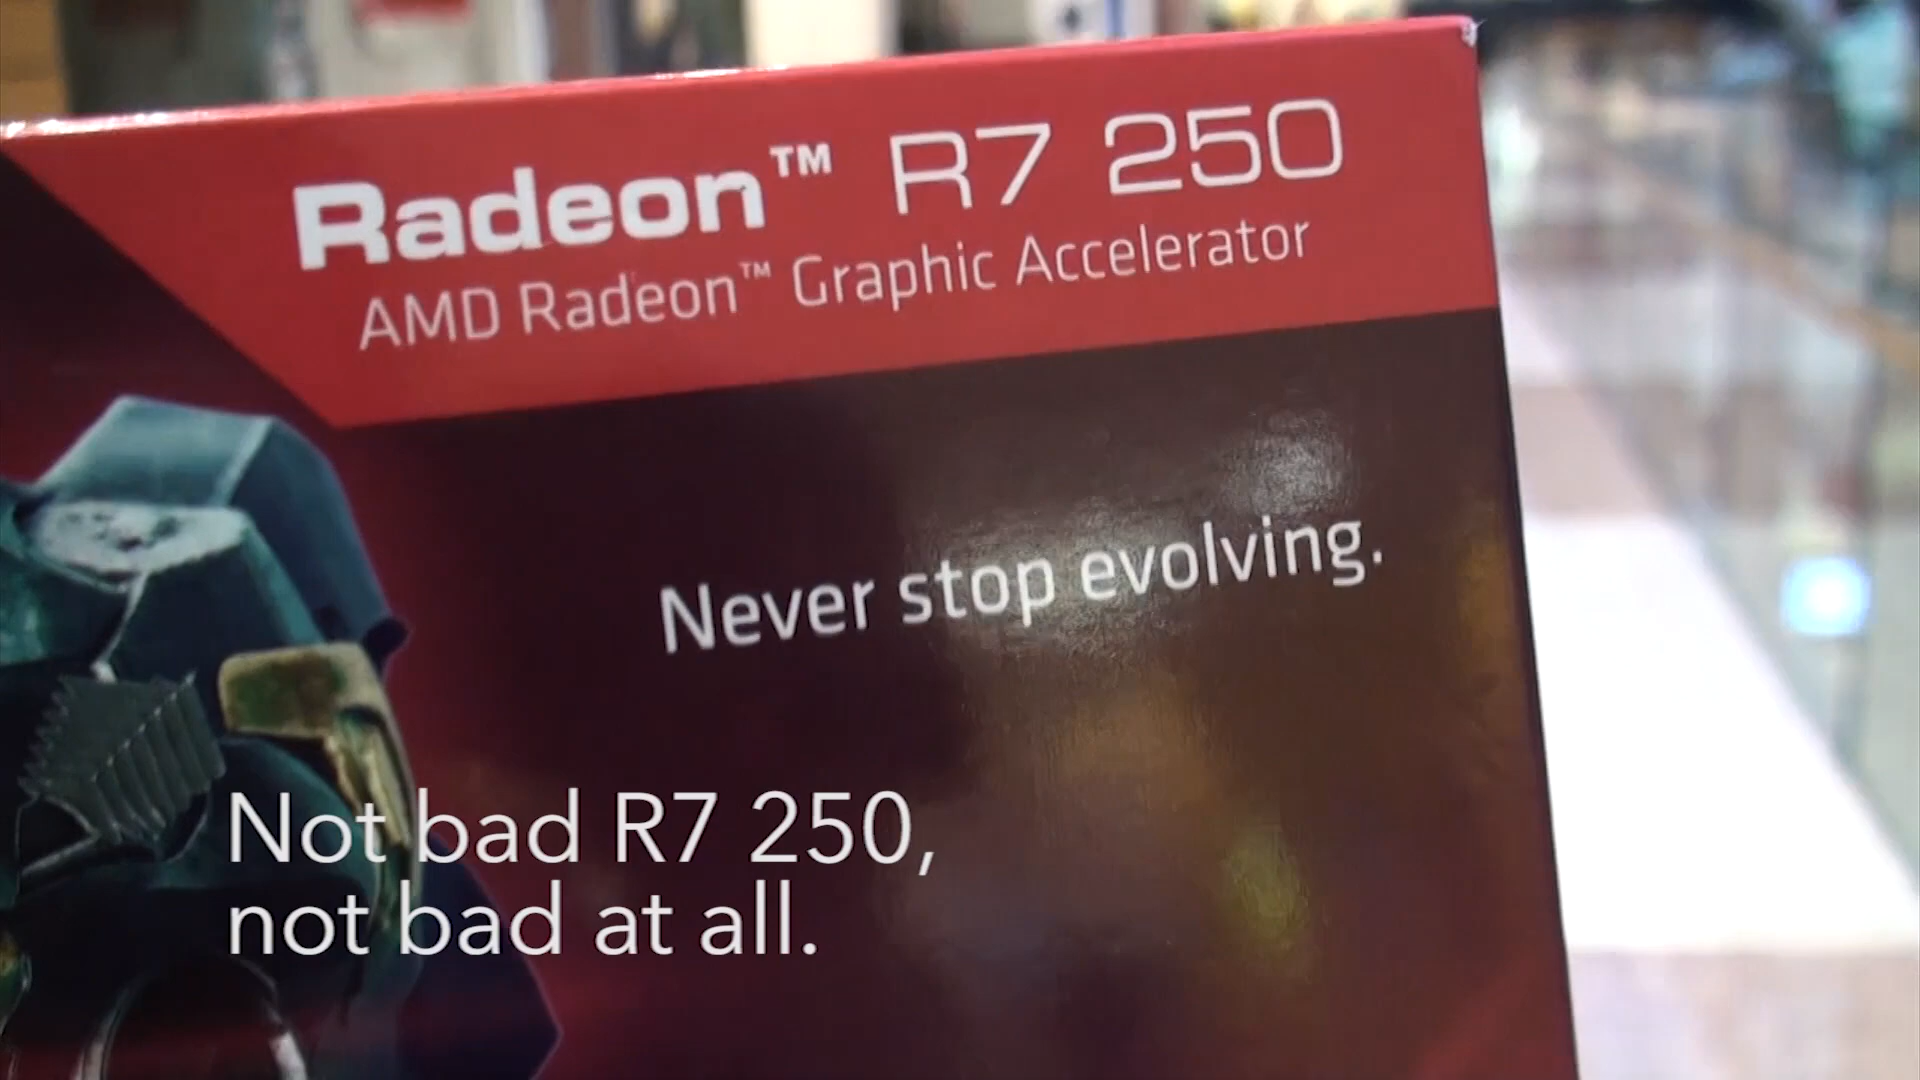 Radeon™ R7 250
AMD Radeon™ Graphic Accelerator
Never stop evolving.
Not bad R7 250,
not bad at all.